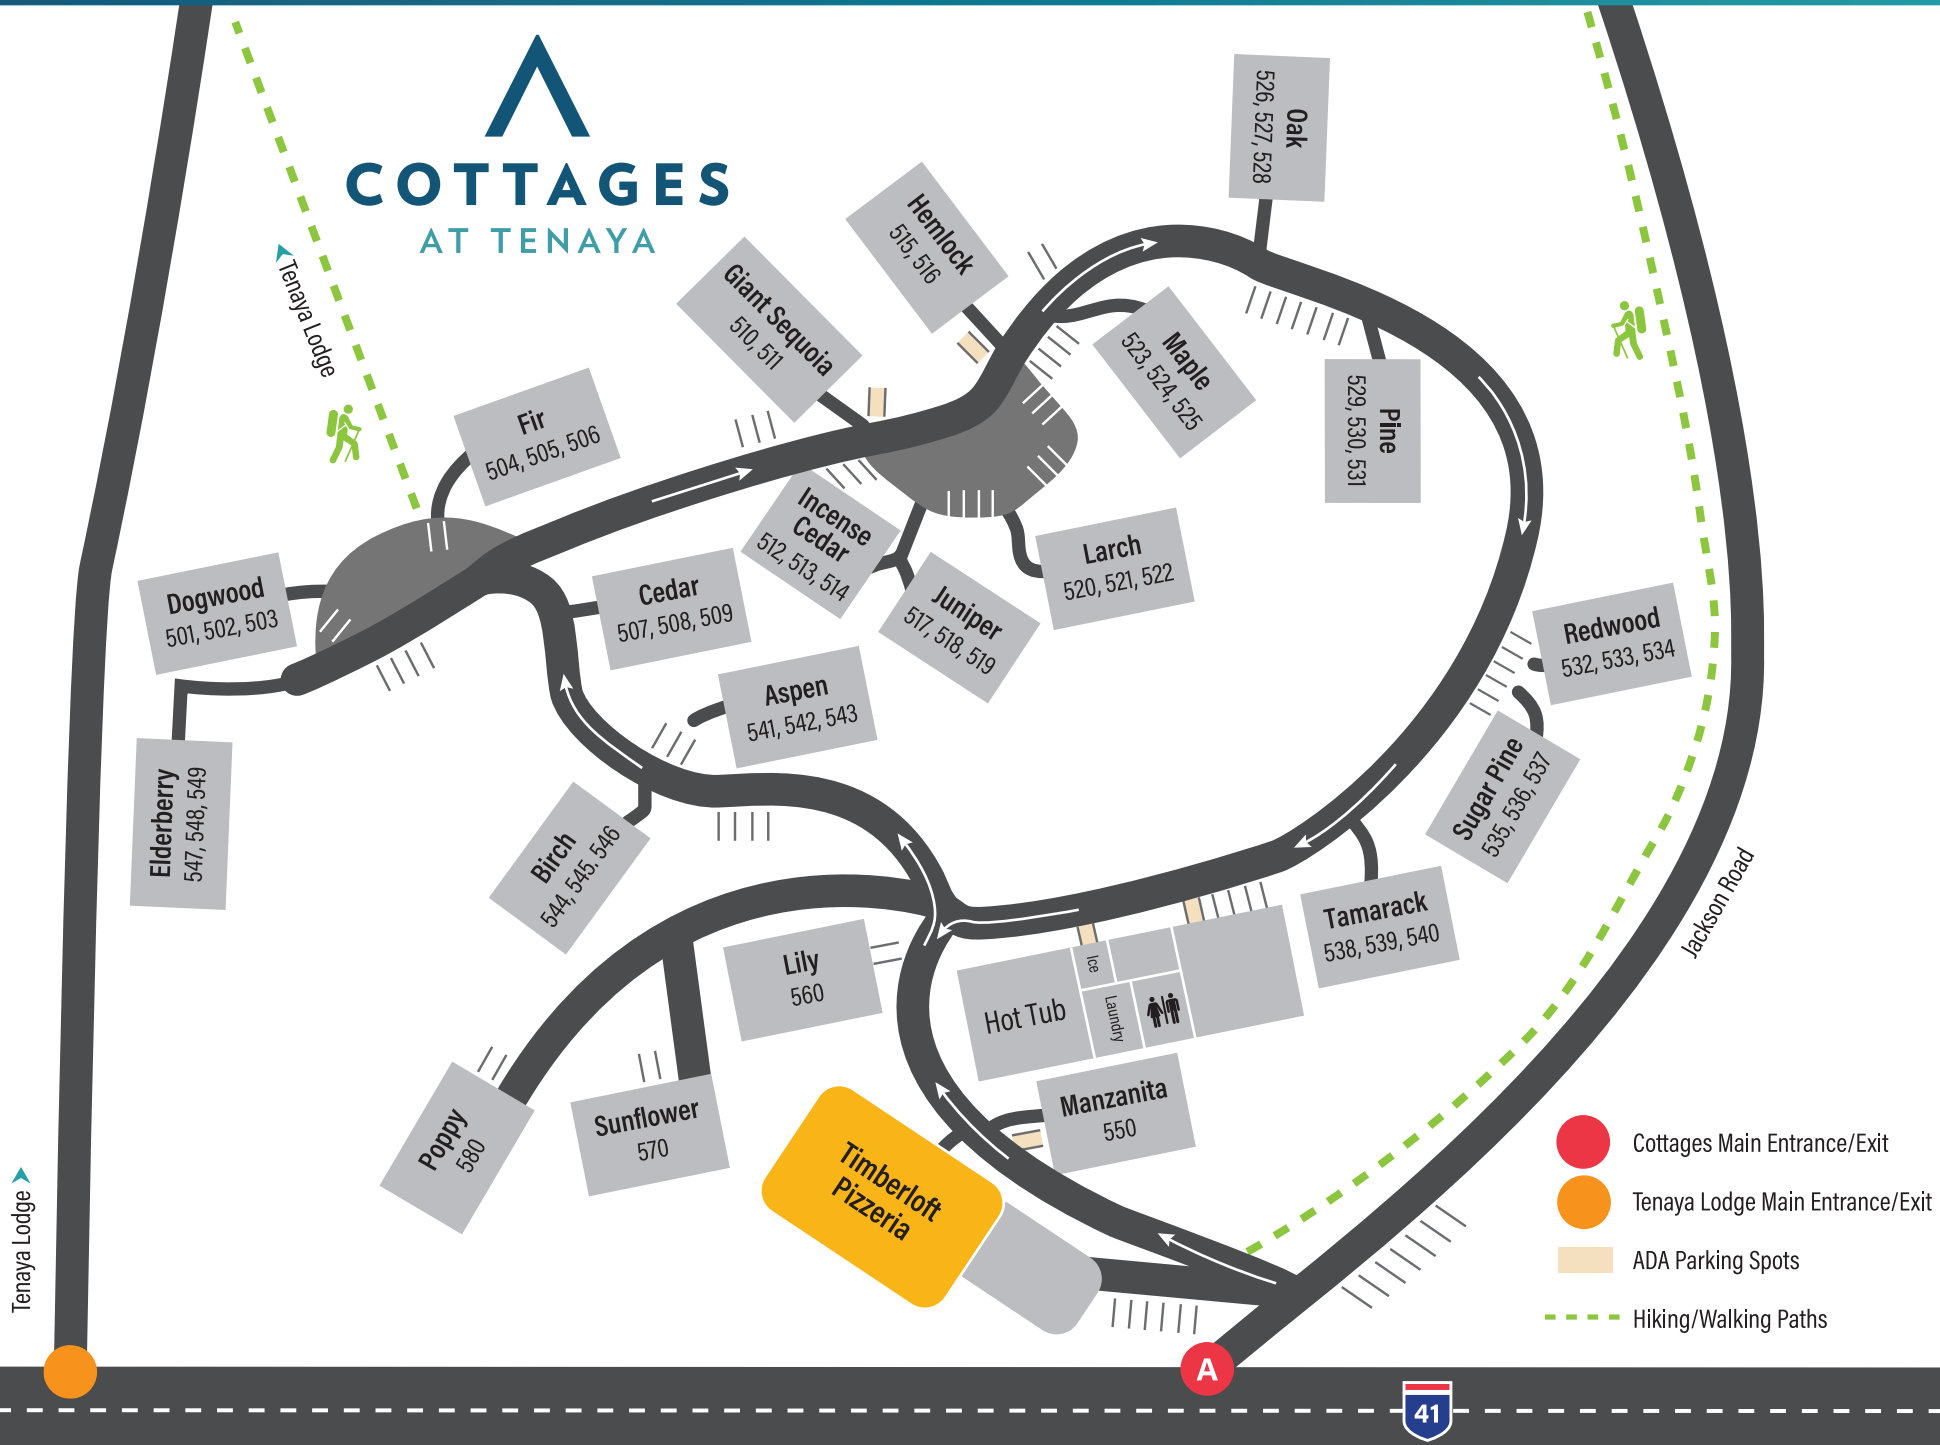 COTTAGES
AT TENAYA
Tenaya Lodge
Oak
526, 527, 528
Hemlock
515, 516
Giant Sequoia
510, 511
Maple
523, 524, 525
Pine
529, 530, 531
Fir
504, 505, 506
Incense
Cedar
512, 513, 514
Larch
520, 521, 522
Dogwood
501, 502, 503
Cedar
507, 508, 509
Juniper
517, 518, 519
Redwood
532, 533, 534
Aspen
541, 542, 543
Sugar Pine
535, 536, 537
Elderberry
547, 548, 549
Birch
544, 545. 546
Jackson Road
Tamarack
538, 539, 540
Lily
560
Hot Tub
Ice
Laundry
Manzanita
550
Poppy
580
Sunflower
570
Timberloft
Pizzeria
Tenaya Lodge
Cottages Main Entrance/Exit
Tenaya Lodge Main Entrance/Exit
ADA Parking Spots
Hiking/Walking Paths
A
41